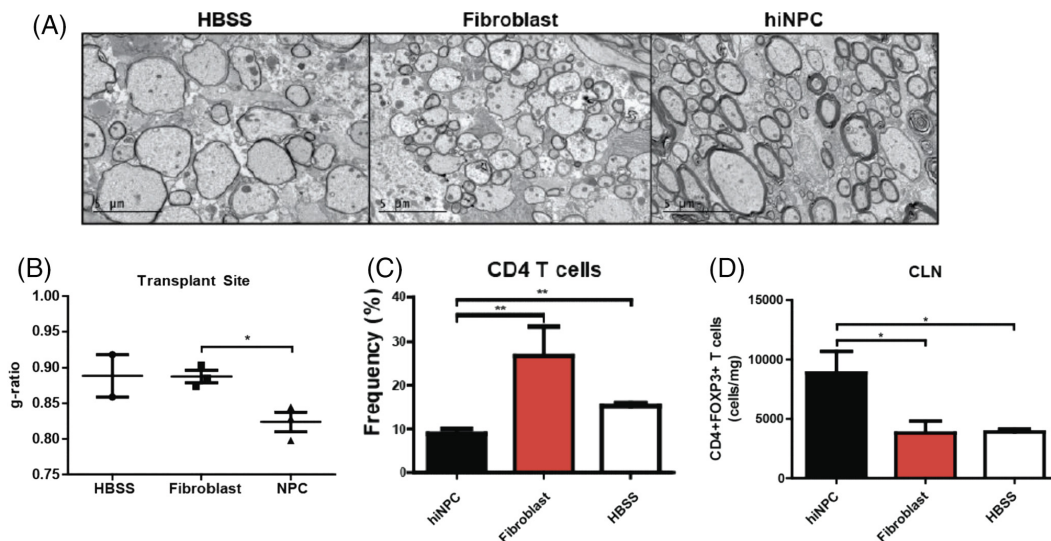 (A)
HBSS
Fibroblast
hiNPC
5 μm
5 μm
5 μm
(B)
Transplant Site
g-ratio
1.00
0.95
0.90
0.85
0.80
0.75
*
HBSS
Fibroblast
NPC
(C)
CD4 T cells
Frequency (%)
40
30
20
10
0
**
**
hiNPC
Fibroblast
HBSS
(D)
CLN
CD4+FOXP3+ T cells
(cells/mg)
15000
10000
5000
0
*
*
hiNPC
Fibroblast
HBSS